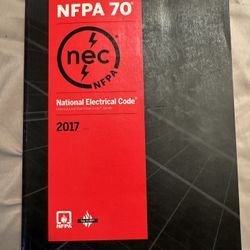 NFPA 70®
nec
NFPA
National Electrical Code®
2017
NFPA